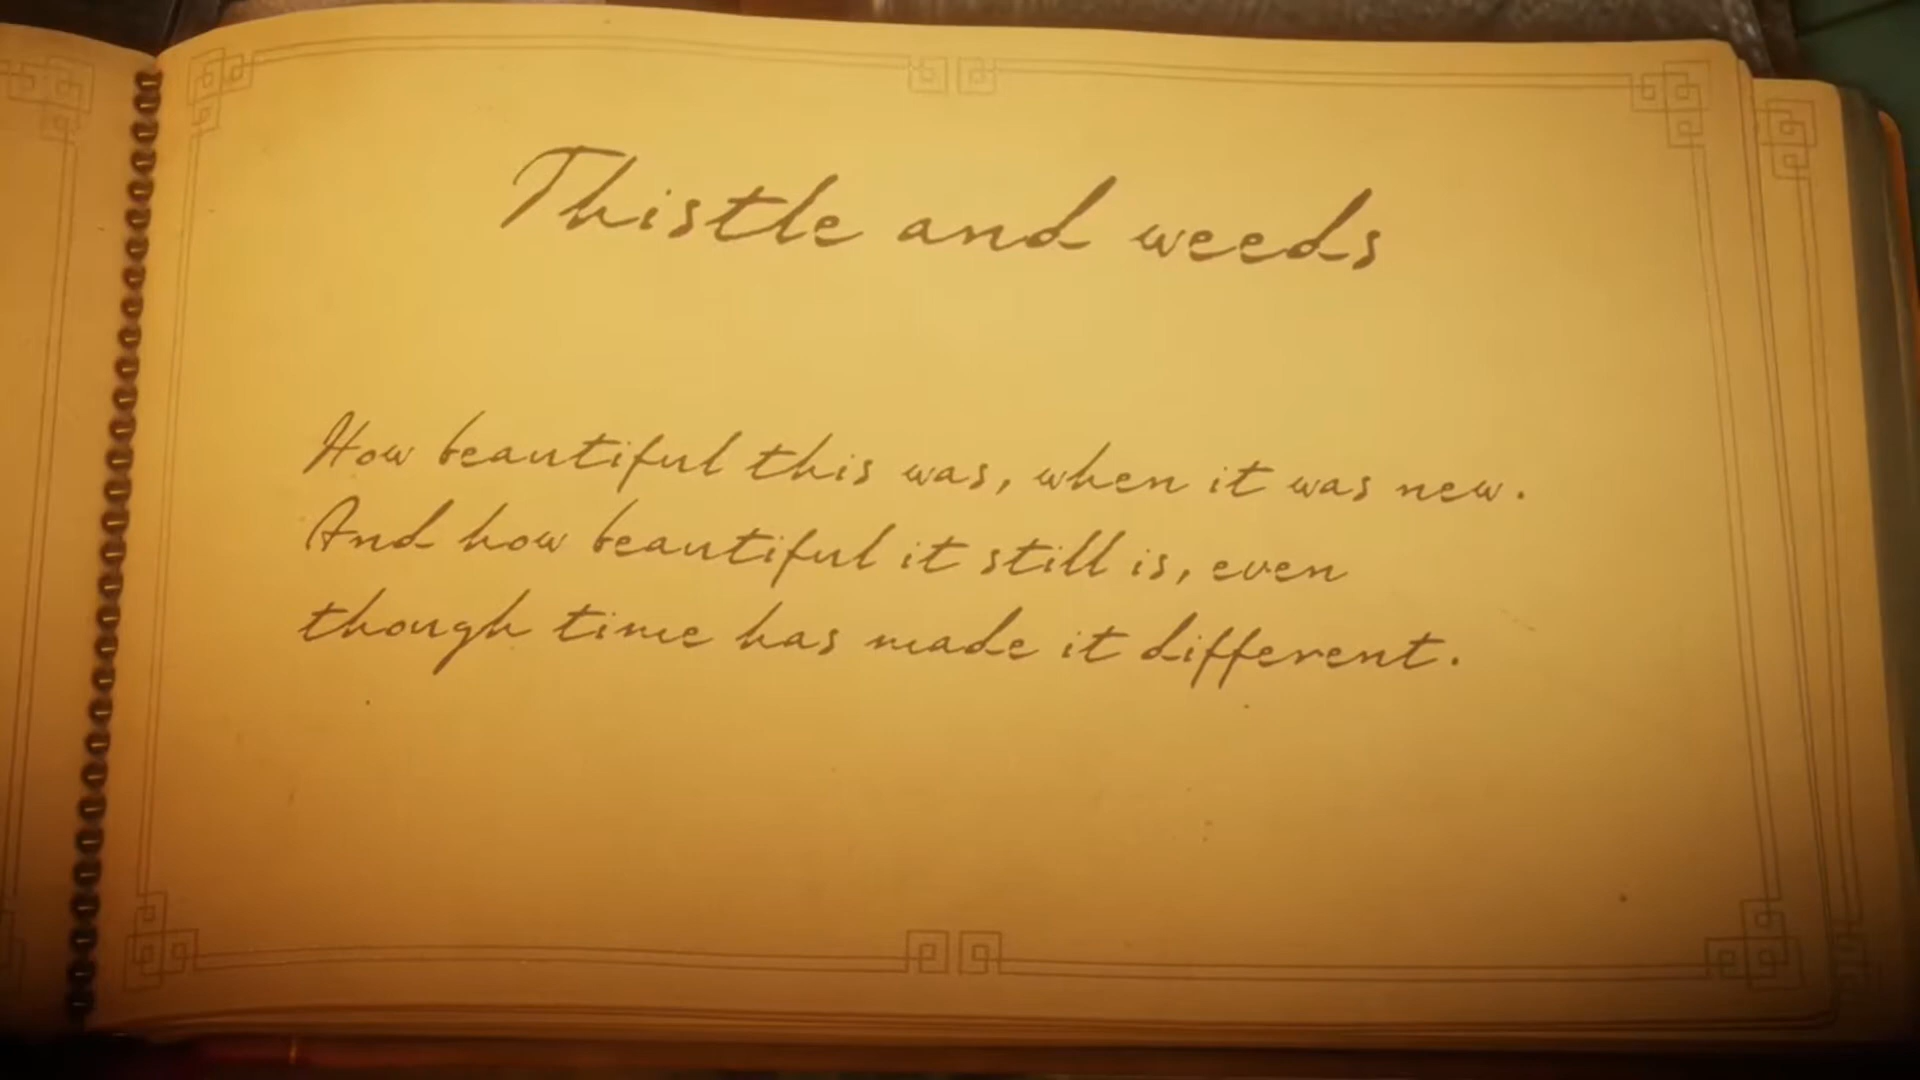 Thistle and weeds
How beautiful this was, when it was new.
And how beautiful it still is, even
though time has made it different.